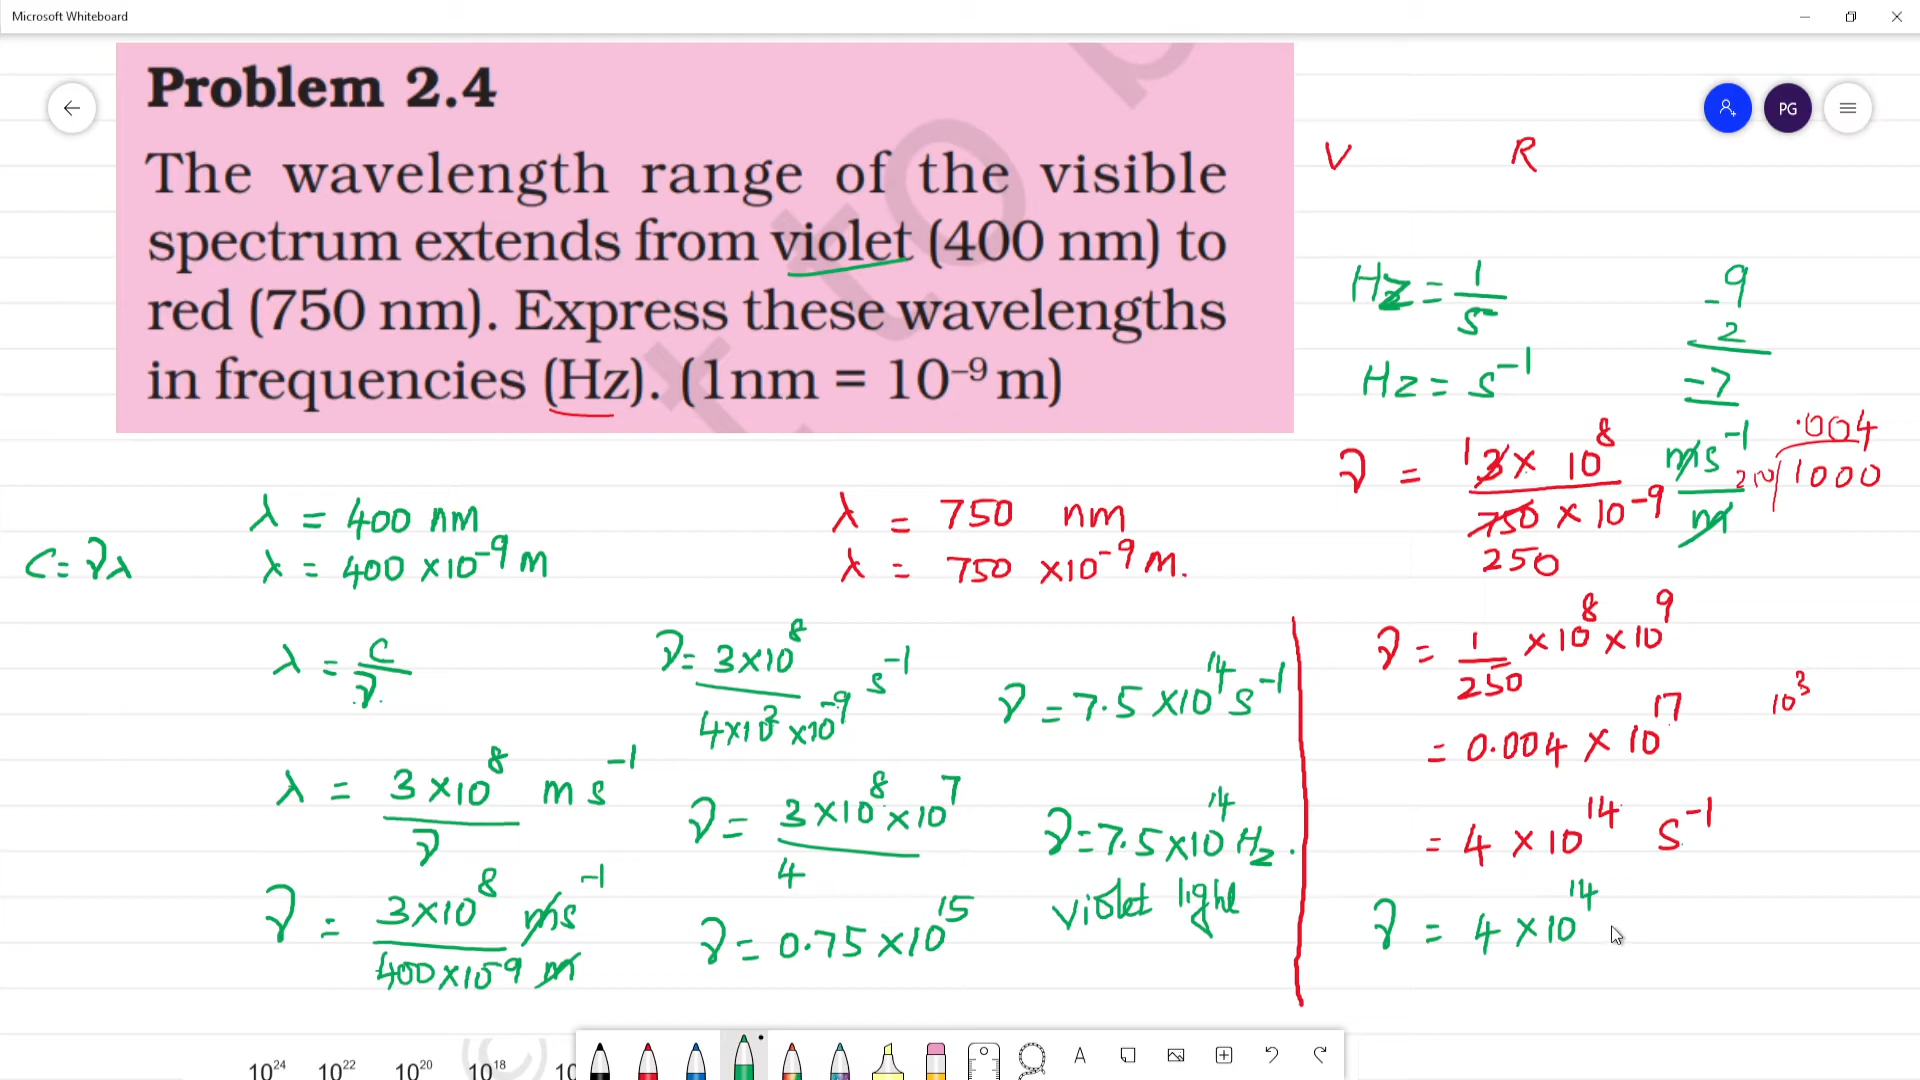 Microsoft Whiteboard
Problem 2.4
The wavelength range of the visible
spectrum extends from violet (400 nm) to
red (750 nm). Express these wavelengths
in frequencies (Hz). (1nm = 10⁻⁹ m)
PG
V R
Hz = 1/s
Hz = s⁻¹
-9
2
-7
ν = 1 3 × 10⁸ / 750 × 10⁻⁹ ms⁻¹ / m
250
.004
250 1000
λ = 400 nm
λ = 400 × 10⁻⁹ m
C = νλ
λ = 750 nm
λ = 750 × 10⁻⁹ m.
λ = c/ν
λ = 3 × 10⁸ / ν m s⁻¹
ν = 3×10⁸ / 400×10⁻⁹ ms⁻¹ / m
ν = 3×10⁸ / 4×10² × 10⁻⁹ s⁻¹
ν = 3×10⁸ × 10⁷ / 4
ν = 0.75 × 10¹⁵
ν = 7.5 × 10¹⁴ s⁻¹
ν = 7.5 × 10¹⁴ Hz.
violet light
ν = 1/250 × 10⁸ × 10⁹
= 0.004 × 10¹⁷
10³
= 4 × 10¹⁴ S⁻¹
ν = 4 × 10¹⁴
10²⁴ 10²² 10²⁰ 10¹⁸
A